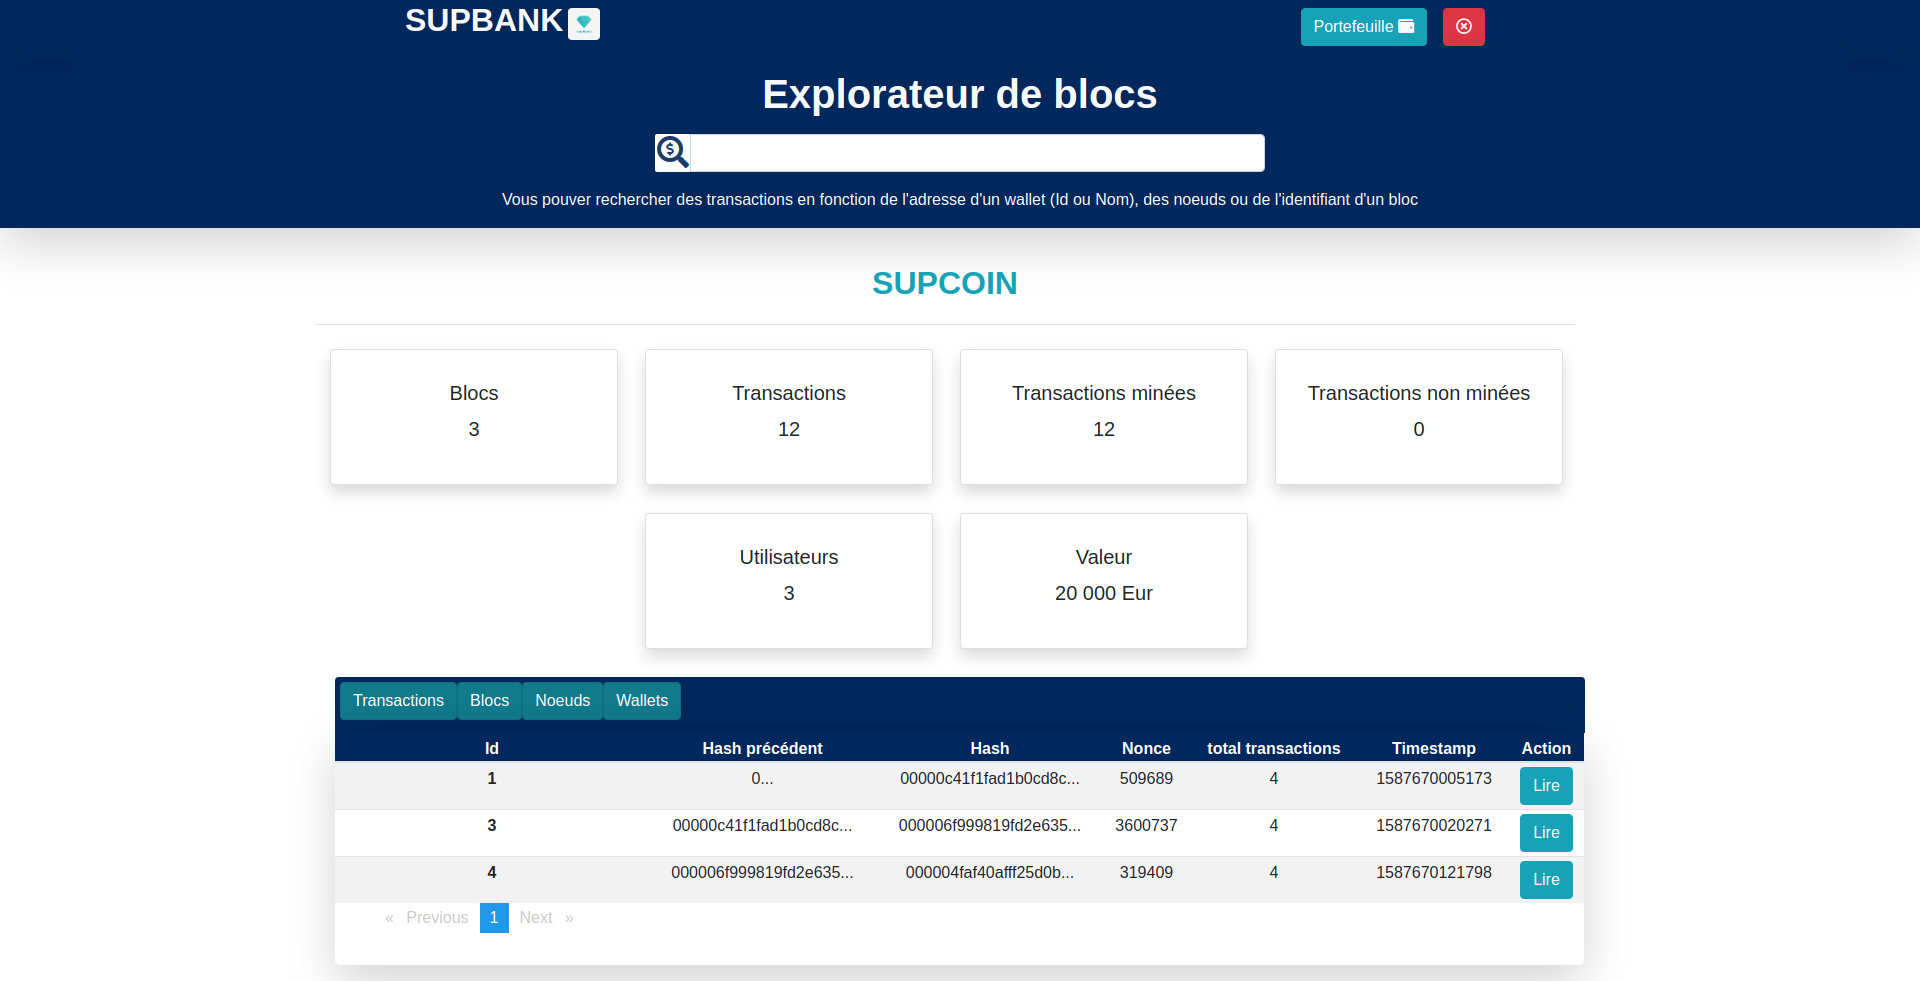 SUPBANK
Portefeuille
Explorateur de blocs
Vous pouver rechercher des transactions en fonction de l'adresse d'un wallet (Id ou Nom), des noeuds ou de l'identifiant d'un bloc
SUPCOIN
Blocs
3
Transactions
12
Transactions minées
12
Transactions non minées
0
Utilisateurs
3
Valeur
20 000 Eur
Transactions Blocs Noeuds Wallets
Id Hash précédent Hash Nonce total transactions Timestamp Action
1 0... 00000c41f1fad1b0cd8c... 509689 4 1587670005173 Lire
3 00000c41f1fad1b0cd8c... 000006f999819fd2e635... 3600737 4 1587670020271 Lire
4 000006f999819fd2e635... 000004faf40afff25d0b... 319409 4 1587670121798 Lire
« Previous 1 Next »